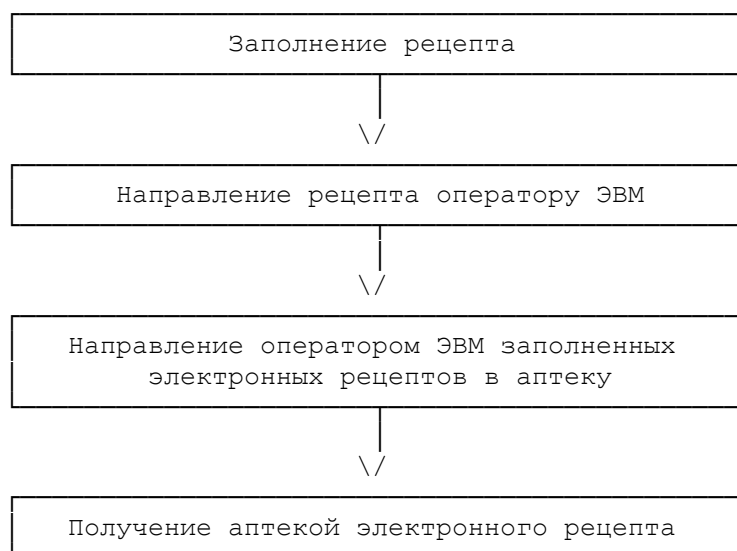 Заполнение рецепта
\/
Направление рецепта оператору ЭВМ
\/
Направление оператором ЭВМ заполненных
электронных рецептов в аптеку
\/
Получение аптекой электронного рецепта